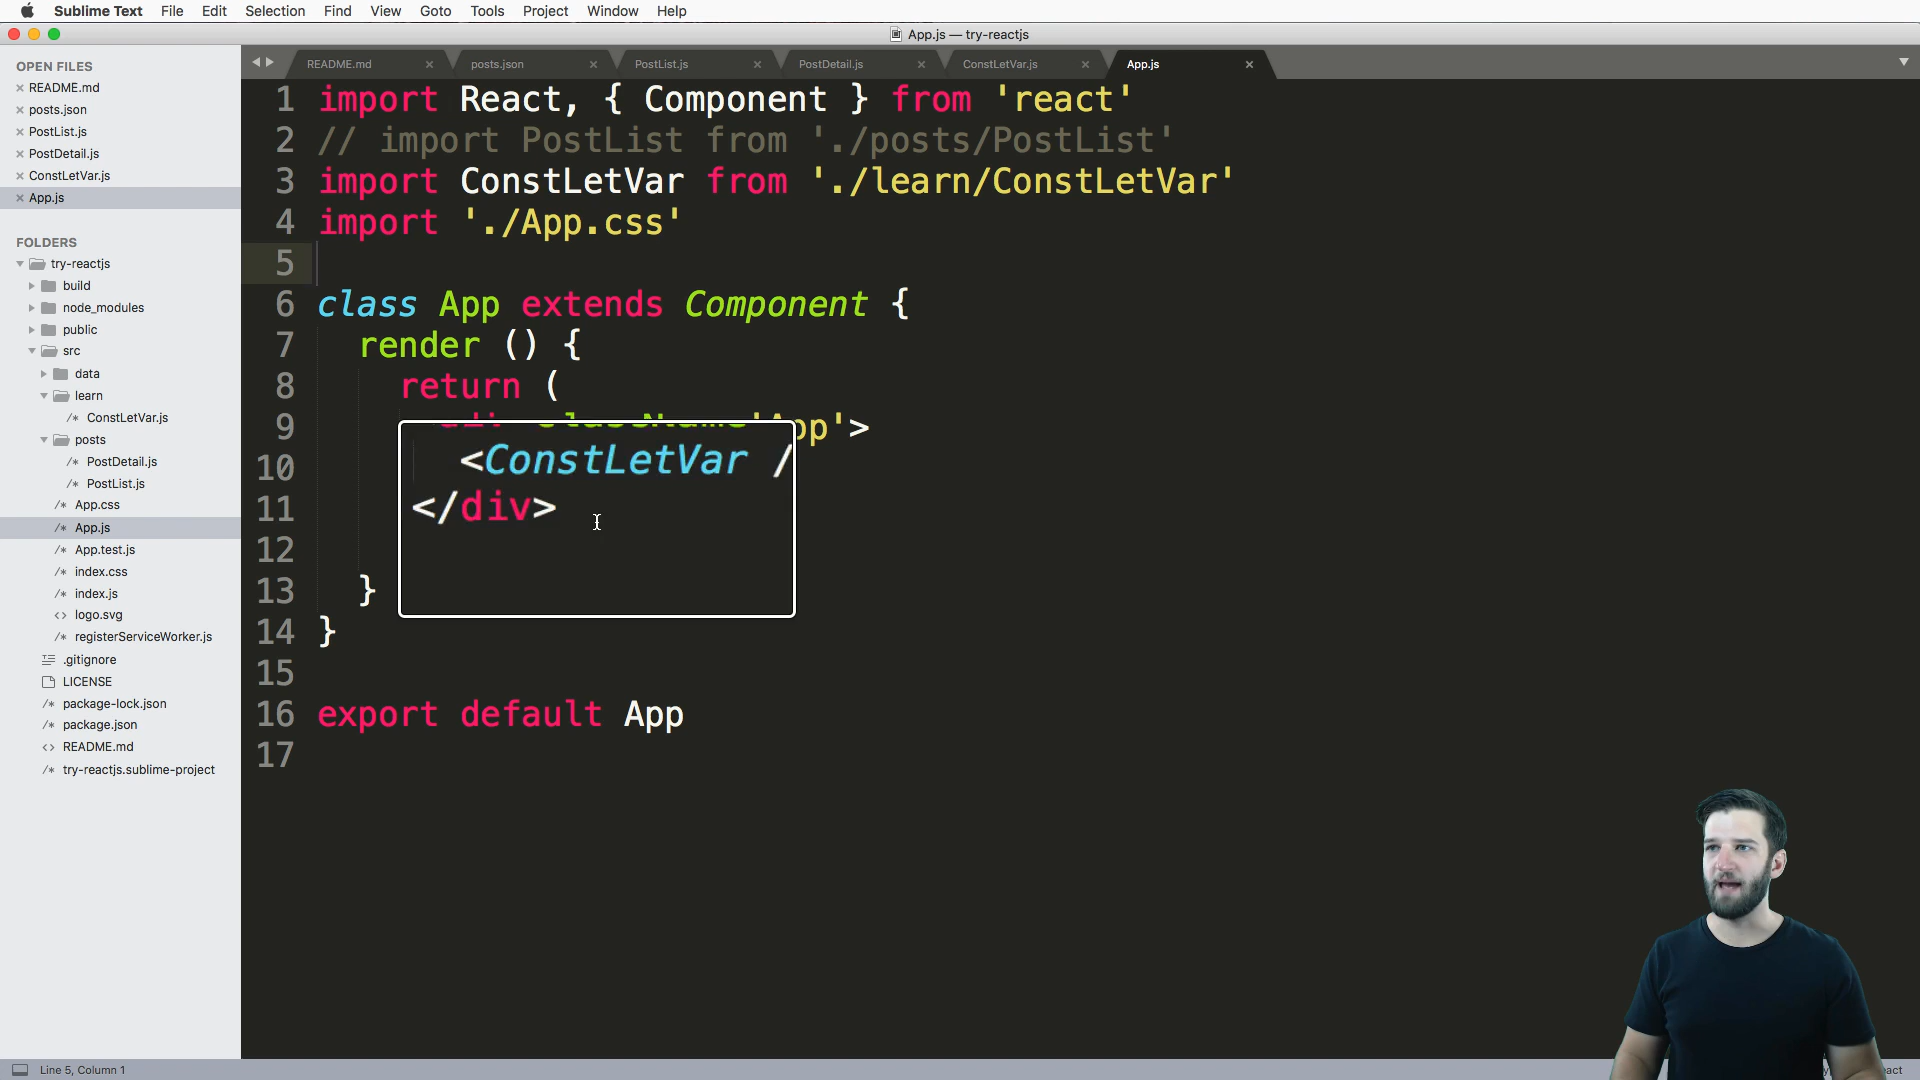 Sublime Text File Edit Selection Find View Goto Tools Project Window Help
App.js — try-reactjs
OPEN FILES
README.md
posts.json
PostList.js
PostDetail.js
ConstLetVar.js
App.js
FOLDERS
try-reactjs
build
node_modules
public
src
data
learn
/* ConstLetVar.js
posts
/* PostDetail.js
/* PostList.js
/* App.css
/* App.js
/* App.test.js
/* index.css
/* index.js
<> logo.svg
/* registerServiceWorker.js
.gitignore
LICENSE
/* package-lock.json
/* package.json
<> README.md
/* try-reactjs.sublime-project
README.md posts.json PostList.js PostDetail.js ConstLetVar.js App.js
1 import React, { Component } from 'react'
2 // import PostList from './posts/PostList'
3 import ConstLetVar from './learn/ConstLetVar'
4 import './App.css'
5
6 class App extends Component {
7 render () {
8 return (
9 div className 'App'>
10 <ConstLetVar /
11 </div>
12
13 }
14 }
15
16 export default App
17
Line 5, Column 1